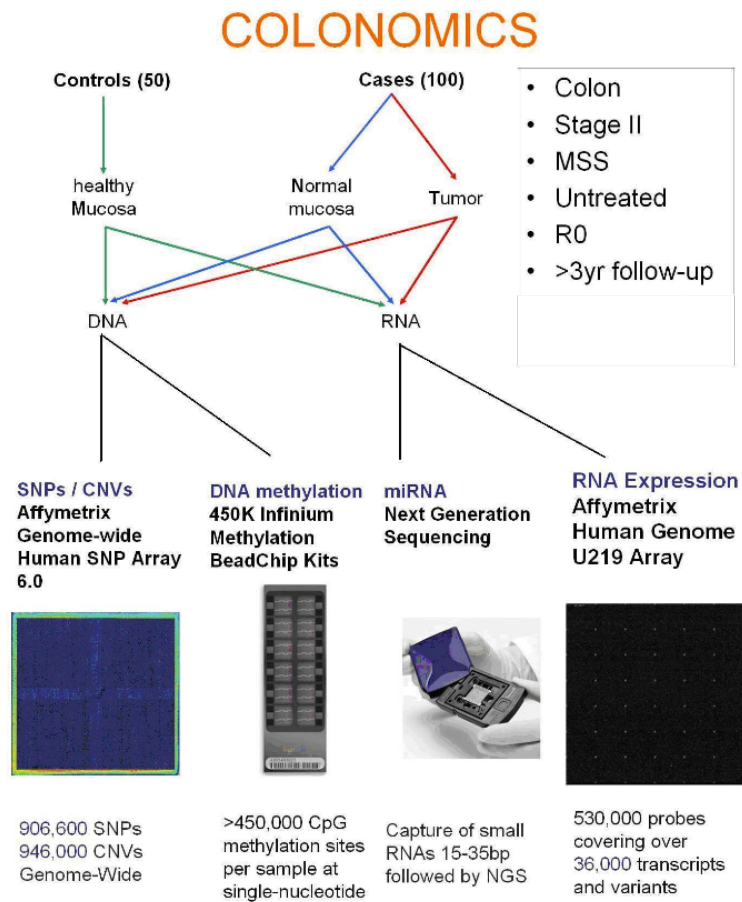 COLONOMICS
Controls (50)
Cases (100)
• Colon
• Stage II
• MSS
• Untreated
• R0
• >3yr follow-up
healthy
Mucosa
Normal
mucosa
Tumor
DNA
RNA
SNPs / CNVs
Affymetrix
Genome-wide
Human SNP Array
6.0
DNA methylation
450K Infinium
Methylation
BeadChip Kits
miRNA
Next Generation
Sequencing
RNA Expression
Affymetrix
Human Genome
U219 Array
906,600 SNPs
946,000 CNVs
Genome-Wide
>450,000 CpG
methylation sites
per sample at
single-nucleotide
Capture of small
RNAs 15-35bp
followed by NGS
530,000 probes
covering over
36,000 transcripts
and variants